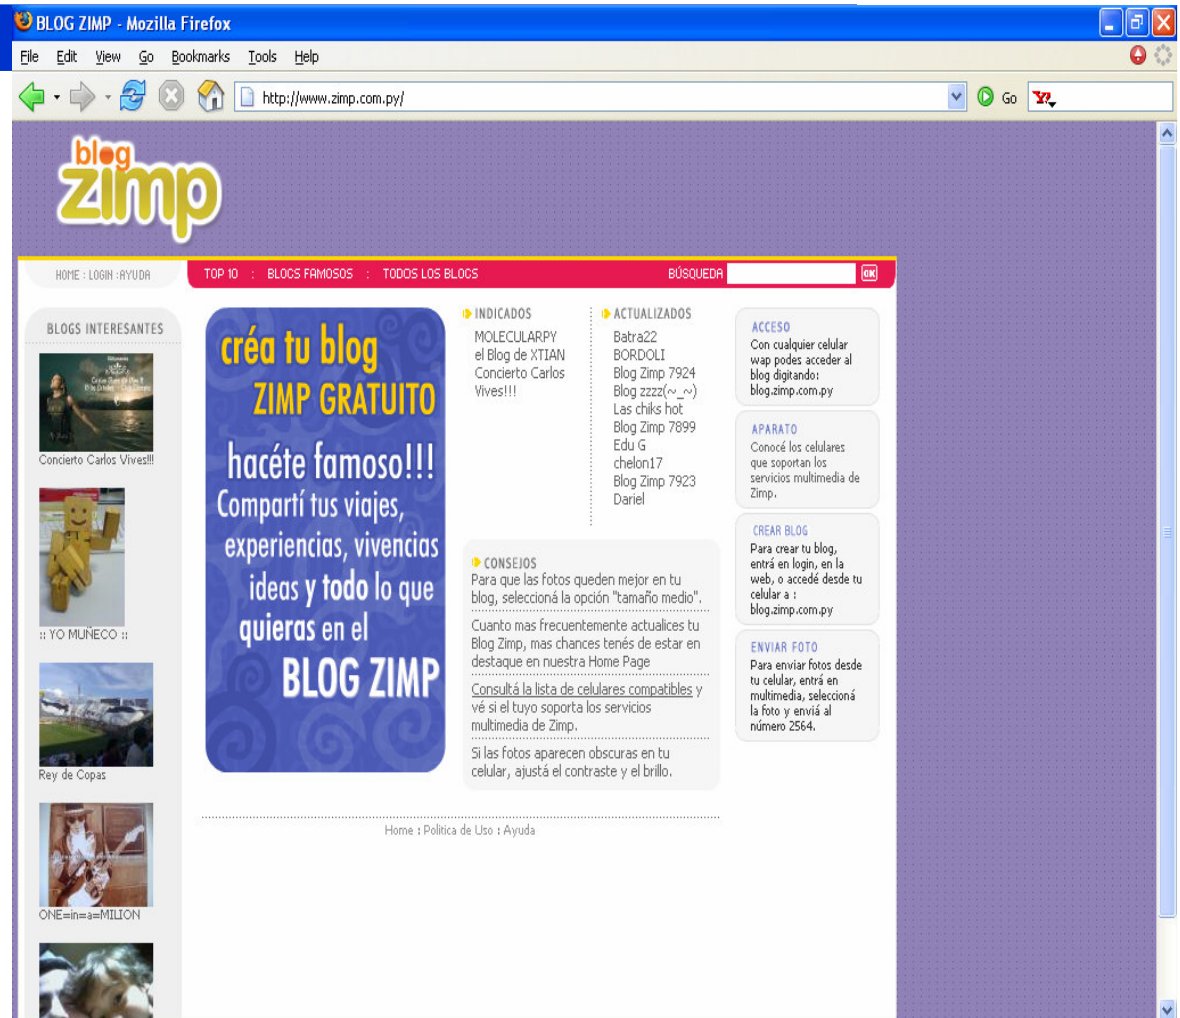 BLOG ZIMP - Mozilla Firefox
File Edit View Go Bookmarks Tools Help
http://www.zimp.com.py/
Go
Y!
blog
zimp
HOME : LOGIN : AYUDA
TOP 10 : BLOGS FAMOSOS : TODOS LOS BLOGS
BÚSQUEDA
OK
BLOGS INTERESANTES
Concierto Carlos Vives!!!
:: YO MUÑECO ::
Rey de Copas
ONE=in=a=MILION
créa tu blog
ZIMP GRATUITO
hacéte famoso!!!
Compartí tus viajes,
experiencias, vivencias
ideas y todo lo que
quieras en el
BLOG ZIMP
INDICADOS
MOLECULARPY
el Blog de XTIAN
Concierto Carlos
Vives!!!
ACTUALIZADOS
Batra22
BORDOLI
Blog Zimp 7924
Blog zzzz(~_~)
Las chiks hot
Blog Zimp 7899
Edu G
chelon17
Blog Zimp 7923
Dariel
CONSEJOS
Para que las fotos queden mejor en tu
blog, seleccioná la opción "tamaño medio".
Cuanto mas frecuentemente actualices tu
Blog Zimp, mas chances tenés de estar en
destaque en nuestra Home Page
Consultá la lista de celulares compatibles y
vé si el tuyo soporta los servicios
multimedia de Zimp.
Si las fotos aparecen obscuras en tu
celular, ajustá el contraste y el brillo.
ACCESO
Con cualquier celular
wap podes acceder al
blog digitando:
blog.zimp.com.py
APARATO
Conocé los celulares
que soportan los
servicios multimedia de
Zimp.
CREAR BLOG
Para crear tu blog,
entrá en login, en la
web, o accedé desde tu
celular a :
blog.zimp.com.py
ENVIAR FOTO
Para enviar fotos desde
tu celular, entrá en
multimedia, seleccioná
la foto y enviá al
número 2564.
Home : Politica de Uso : Ayuda